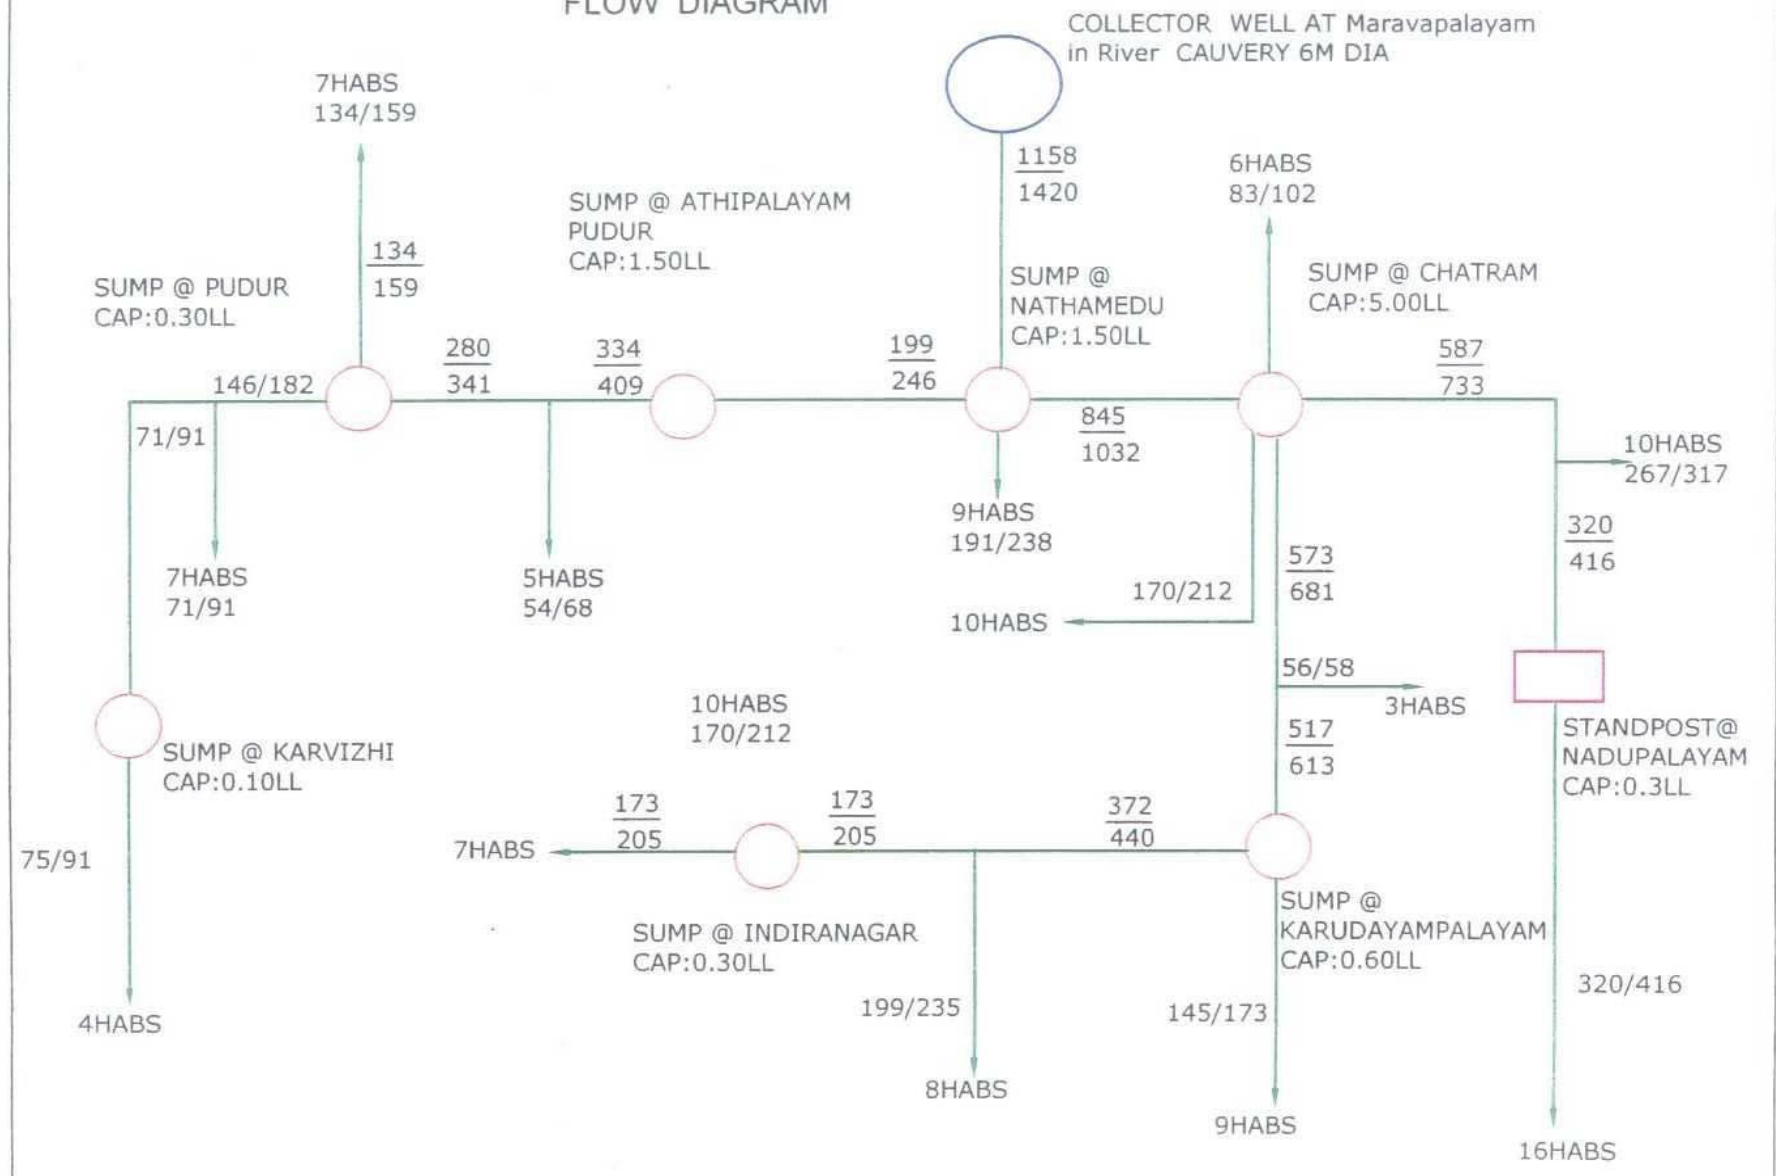 FLOW DIAGRAM
COLLECTOR WELL AT Maravapalayam
in River CAUVERY 6M DIA
7HABS
134/159
1158
1420
6HABS
83/102
SUMP @ ATHIPALAYAM
PUDUR
CAP:1.50LL
134
159
SUMP @ PUDUR
CAP:0.30LL
SUMP @
NATHAMEDU
CAP:1.50LL
SUMP @ CHATRAM
CAP:5.00LL
146/182
280
341
334
409
199
246
845
1032
587
733
71/91
10HABS
267/317
9HABS
191/238
320
416
7HABS
71/91
5HABS
54/68
573
681
170/212
10HABS
56/58
3HABS
10HABS
170/212
517
613
SUMP @ KARVIZHI
CAP:0.10LL
STANDPOST@
NADUPALAYAM
CAP:0.3LL
173
205
173
205
372
440
7HABS
75/91
SUMP @ INDIRANAGAR
CAP:0.30LL
SUMP @
KARUDAYAMPALAYAM
CAP:0.60LL
199/235
145/173
320/416
4HABS
8HABS
9HABS
16HABS